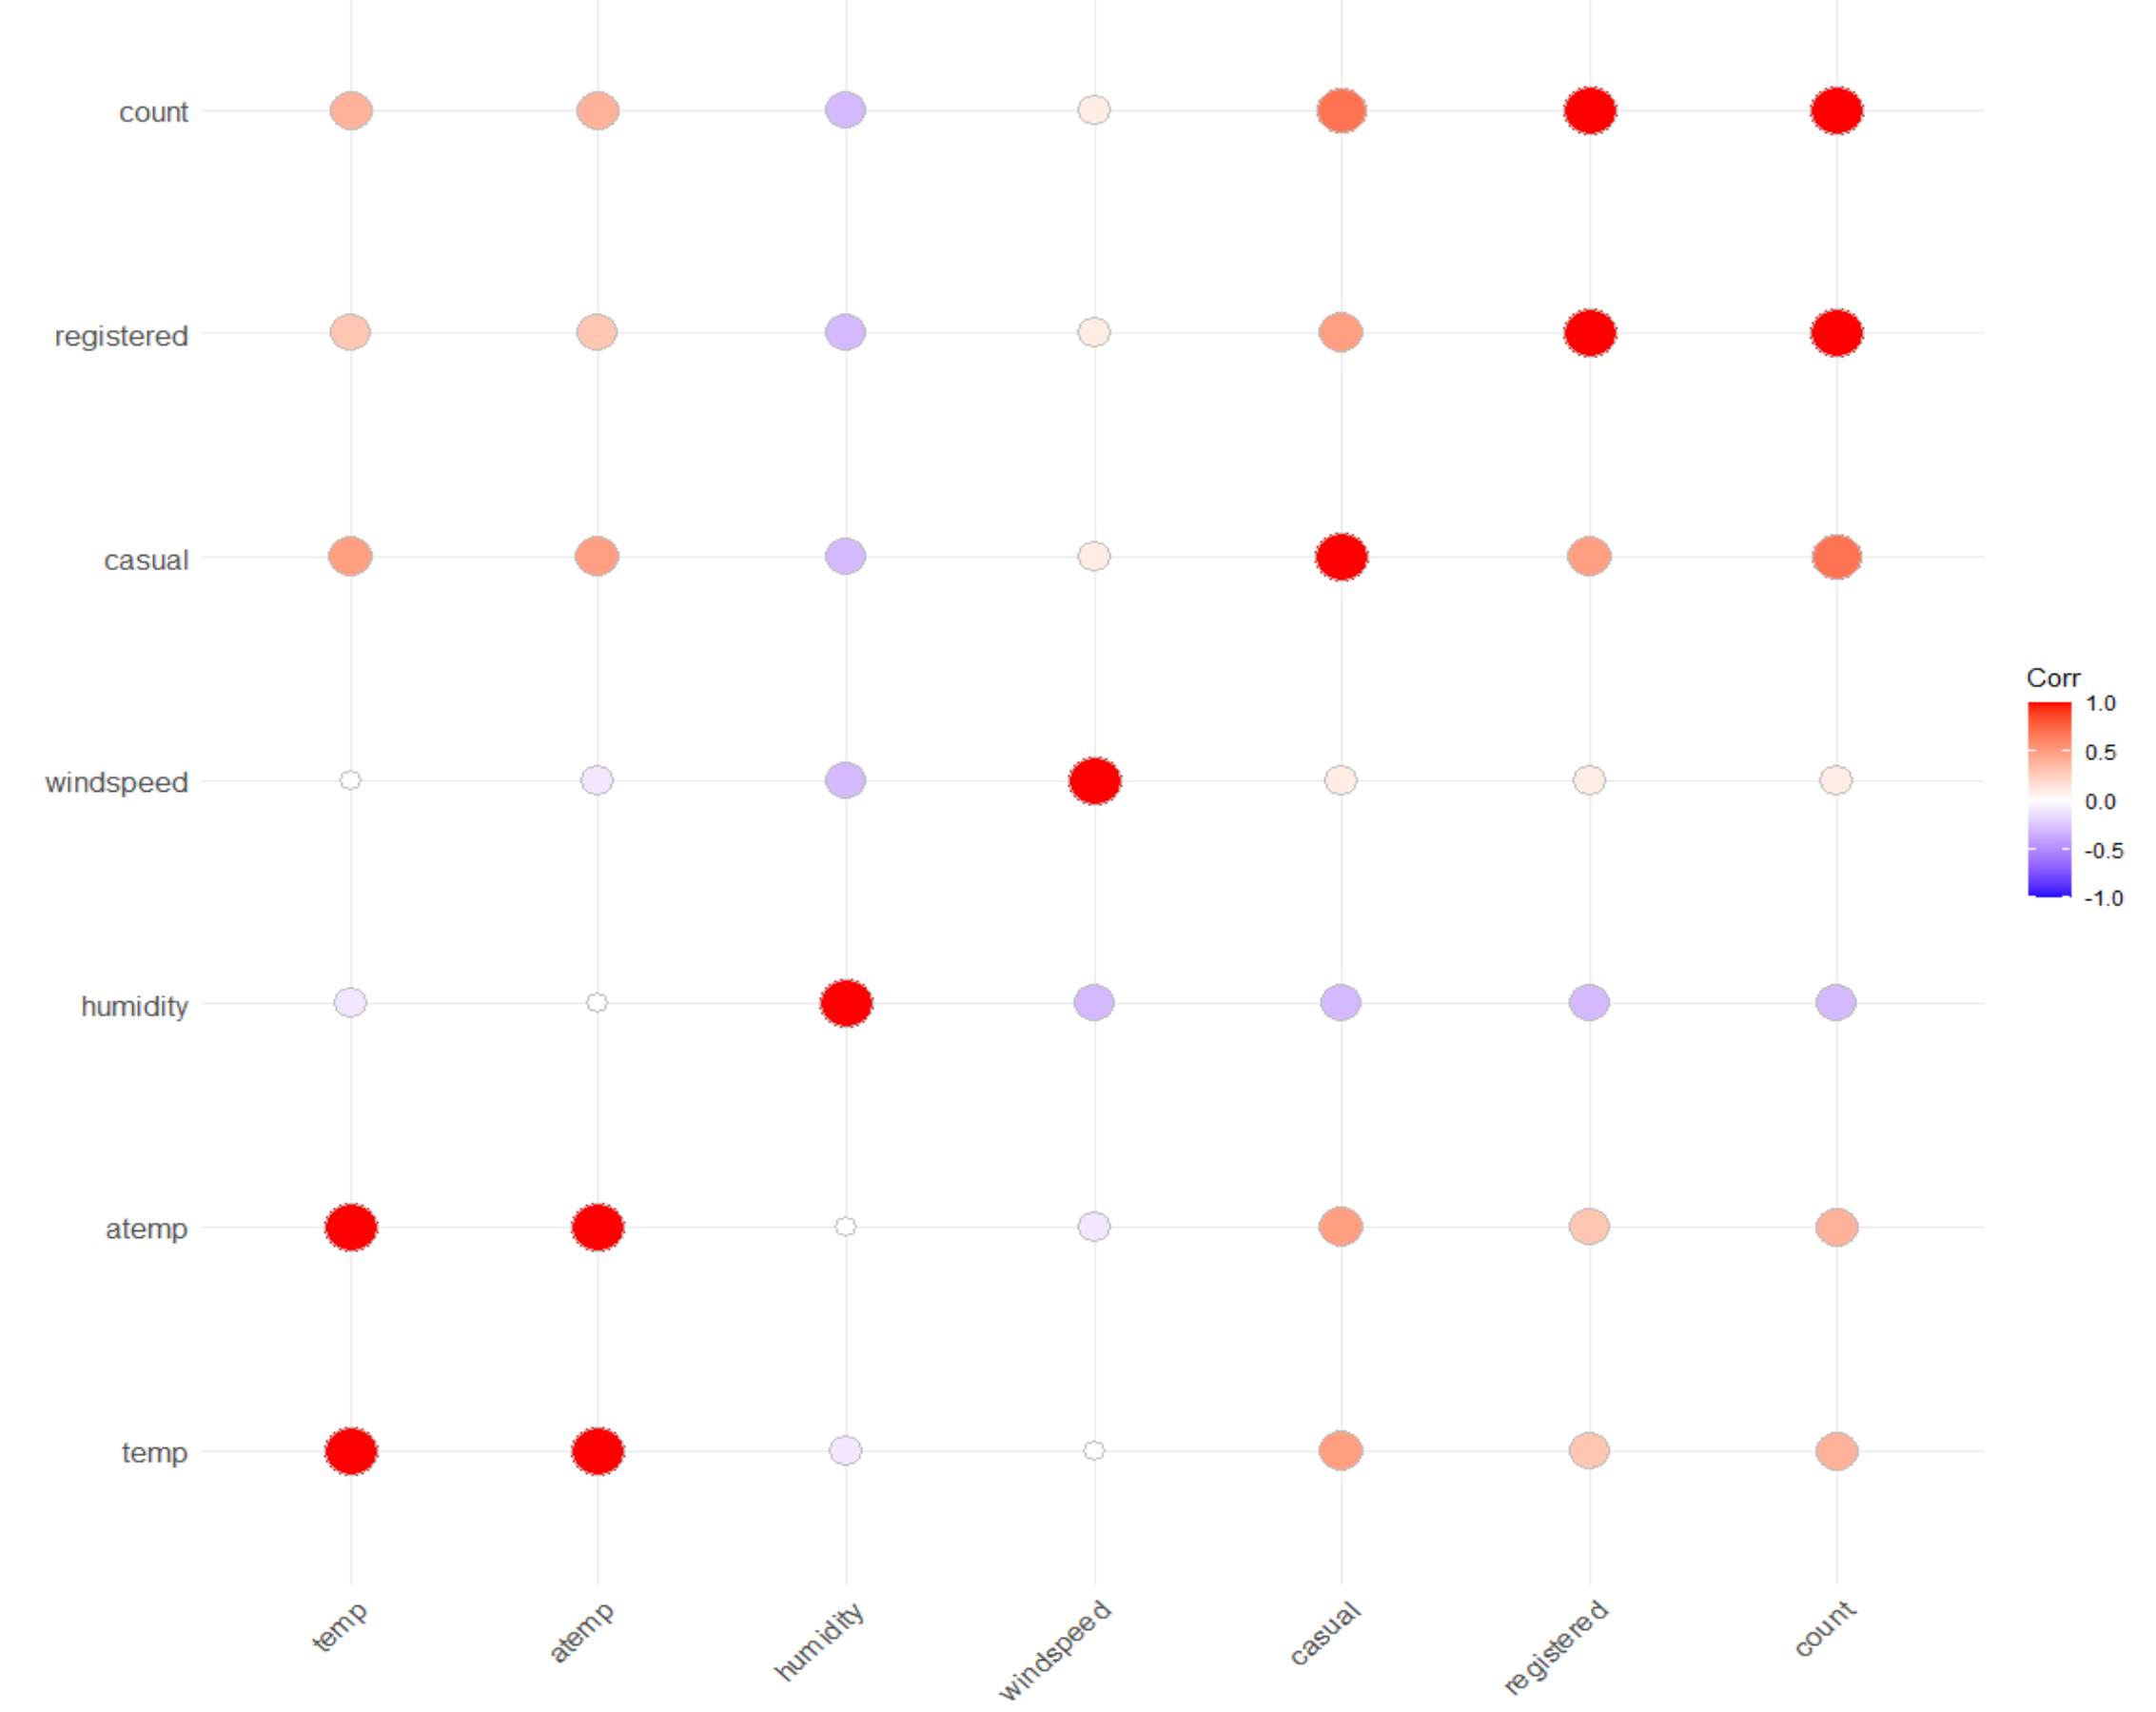 count
registered
casual
windspeed
humidity
atemp
temp
temp
atemp
humidity
windspeed
casual
registered
count
Corr
1.0
0.5
0.0
-0.5
-1.0